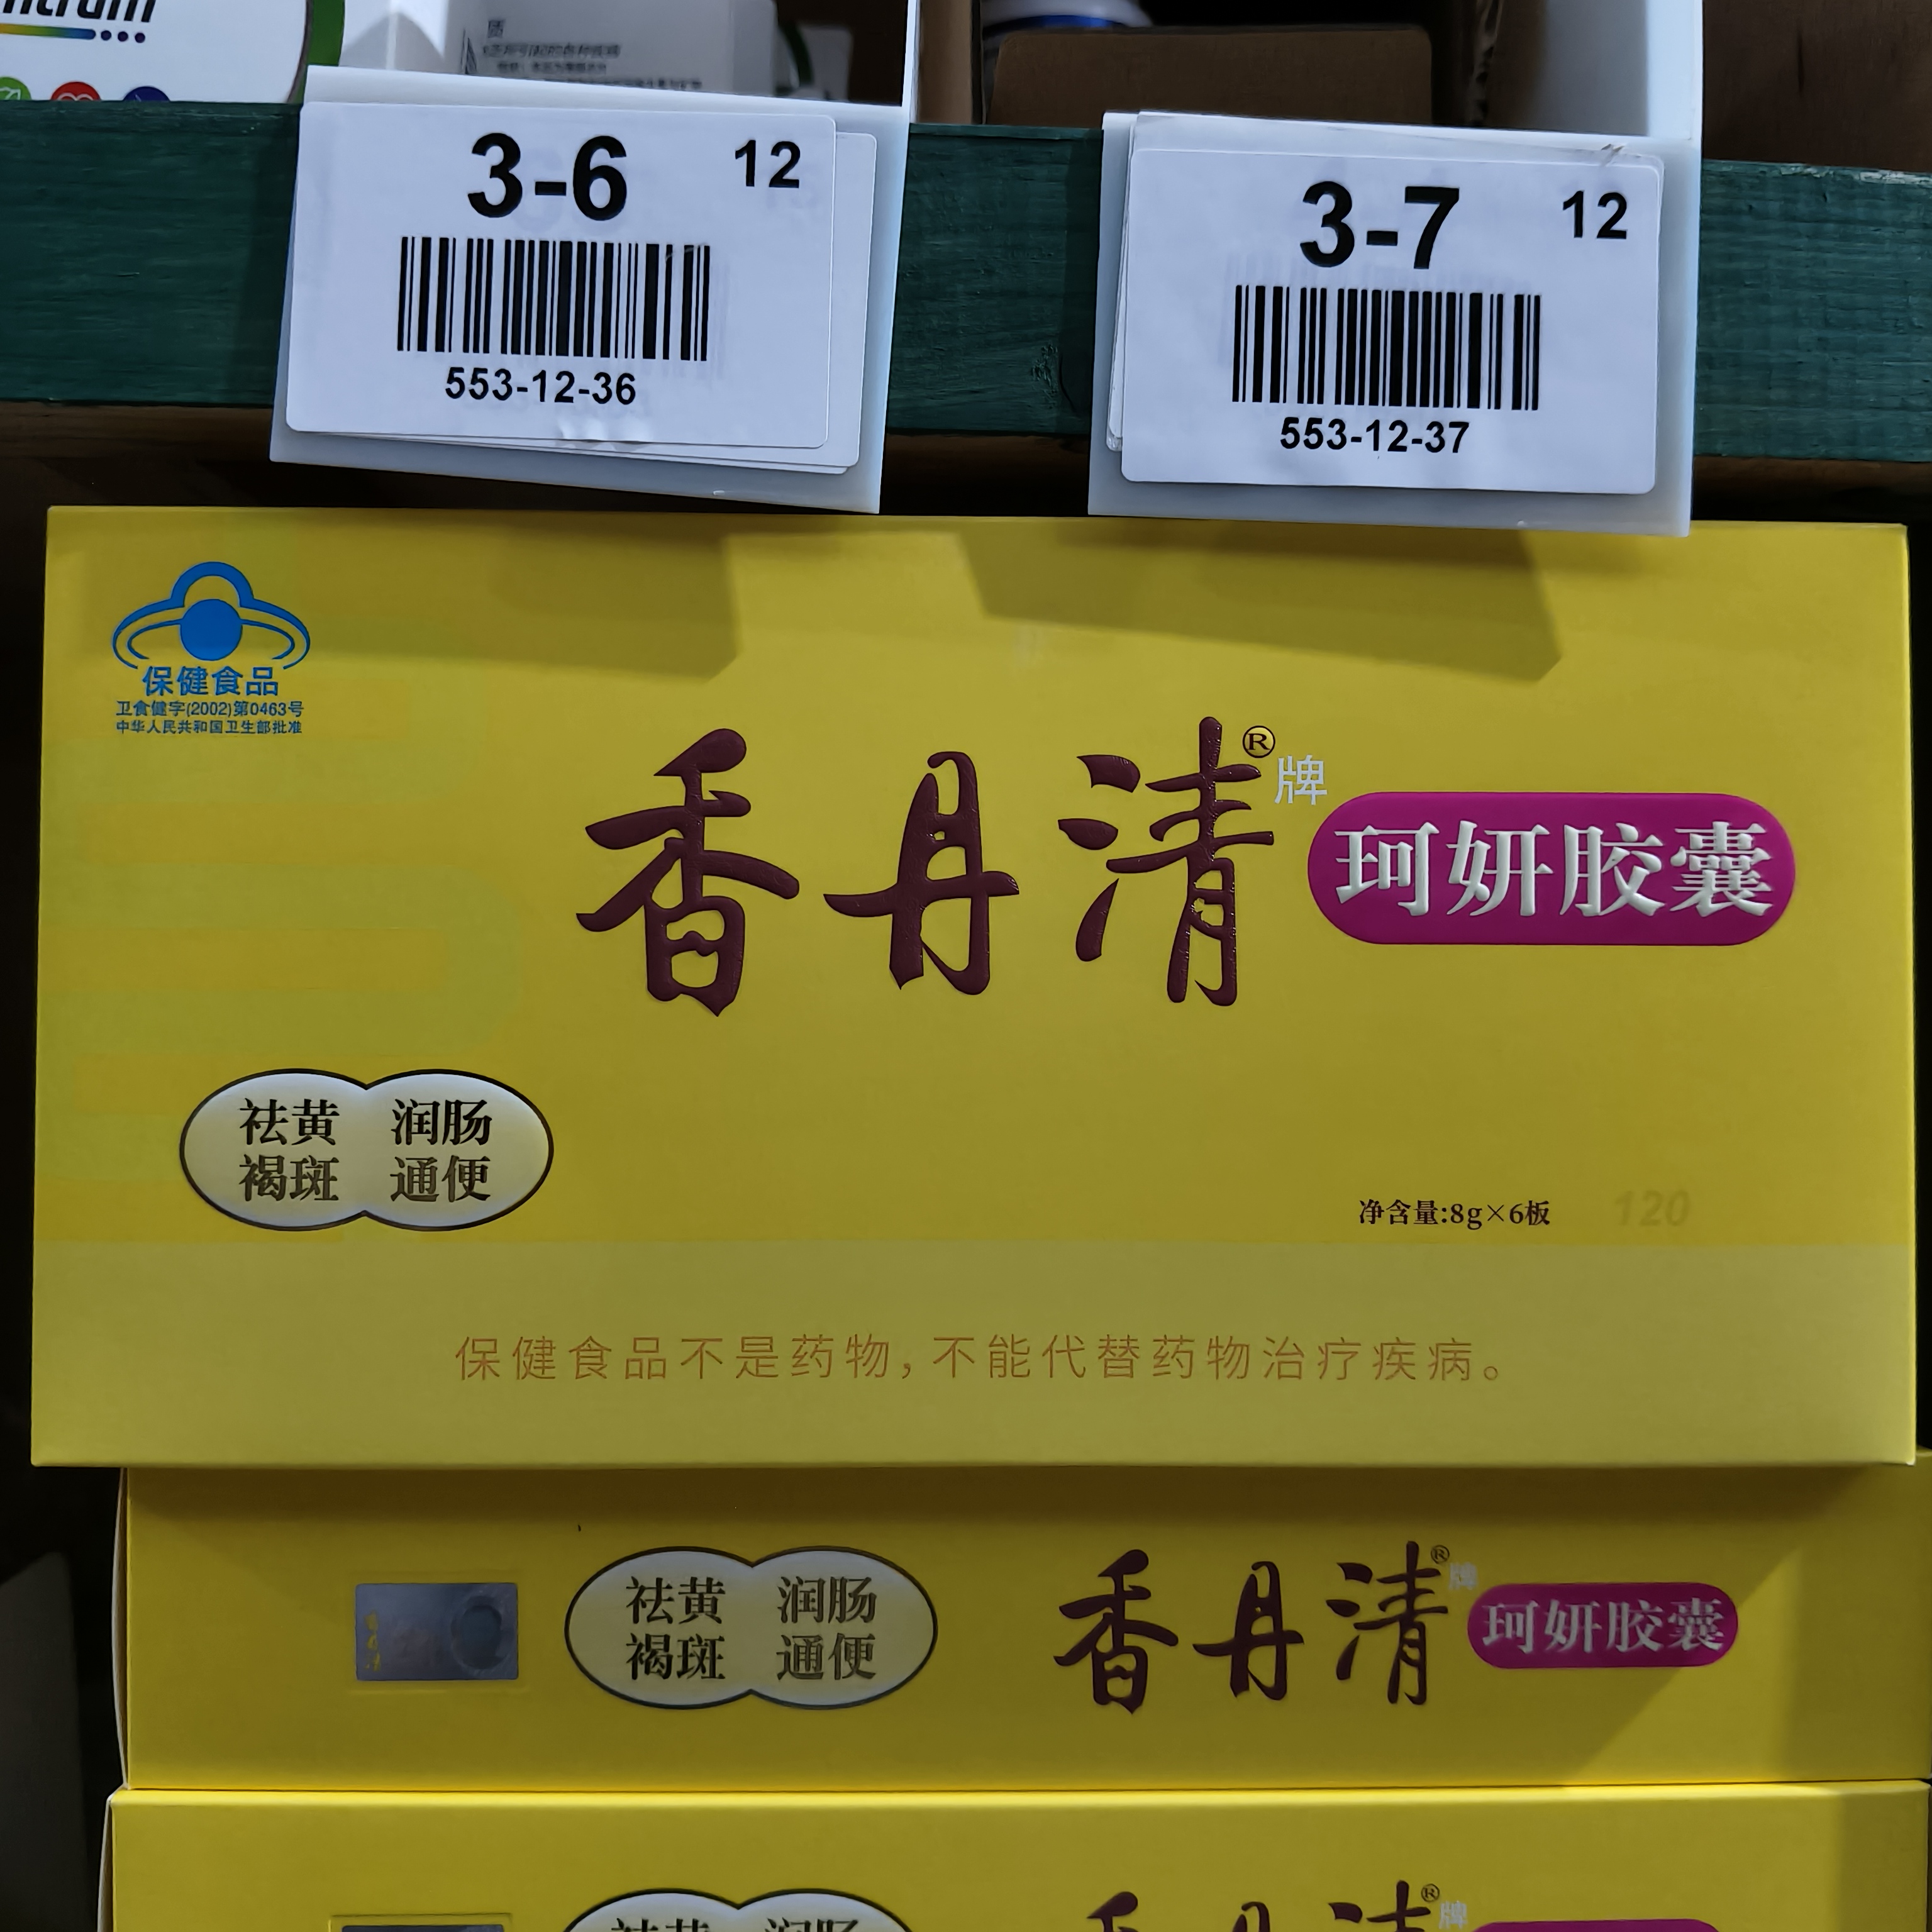 3-6 12
553-12-36
3-7 12
553-12-37
保健食品
卫食健字(2002)第0463号
中华人民共和国卫生部批准
香丹清®牌
珂妍胶囊
祛黄 润肠
褐斑 通便
净含量:8g×6板
120
保健食品不是药物,不能代替药物治疗疾病。
祛黄 润肠
褐斑 通便
香丹清®牌
珂妍胶囊